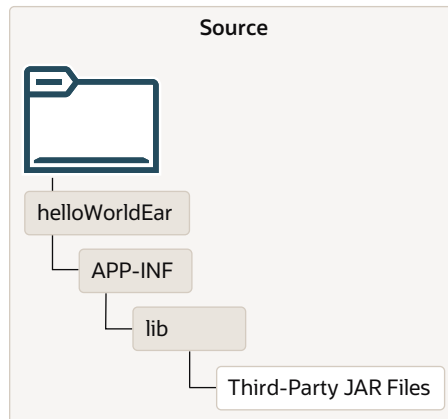 Source
helloWorldEar
APP-INF
lib
Third-Party JAR Files